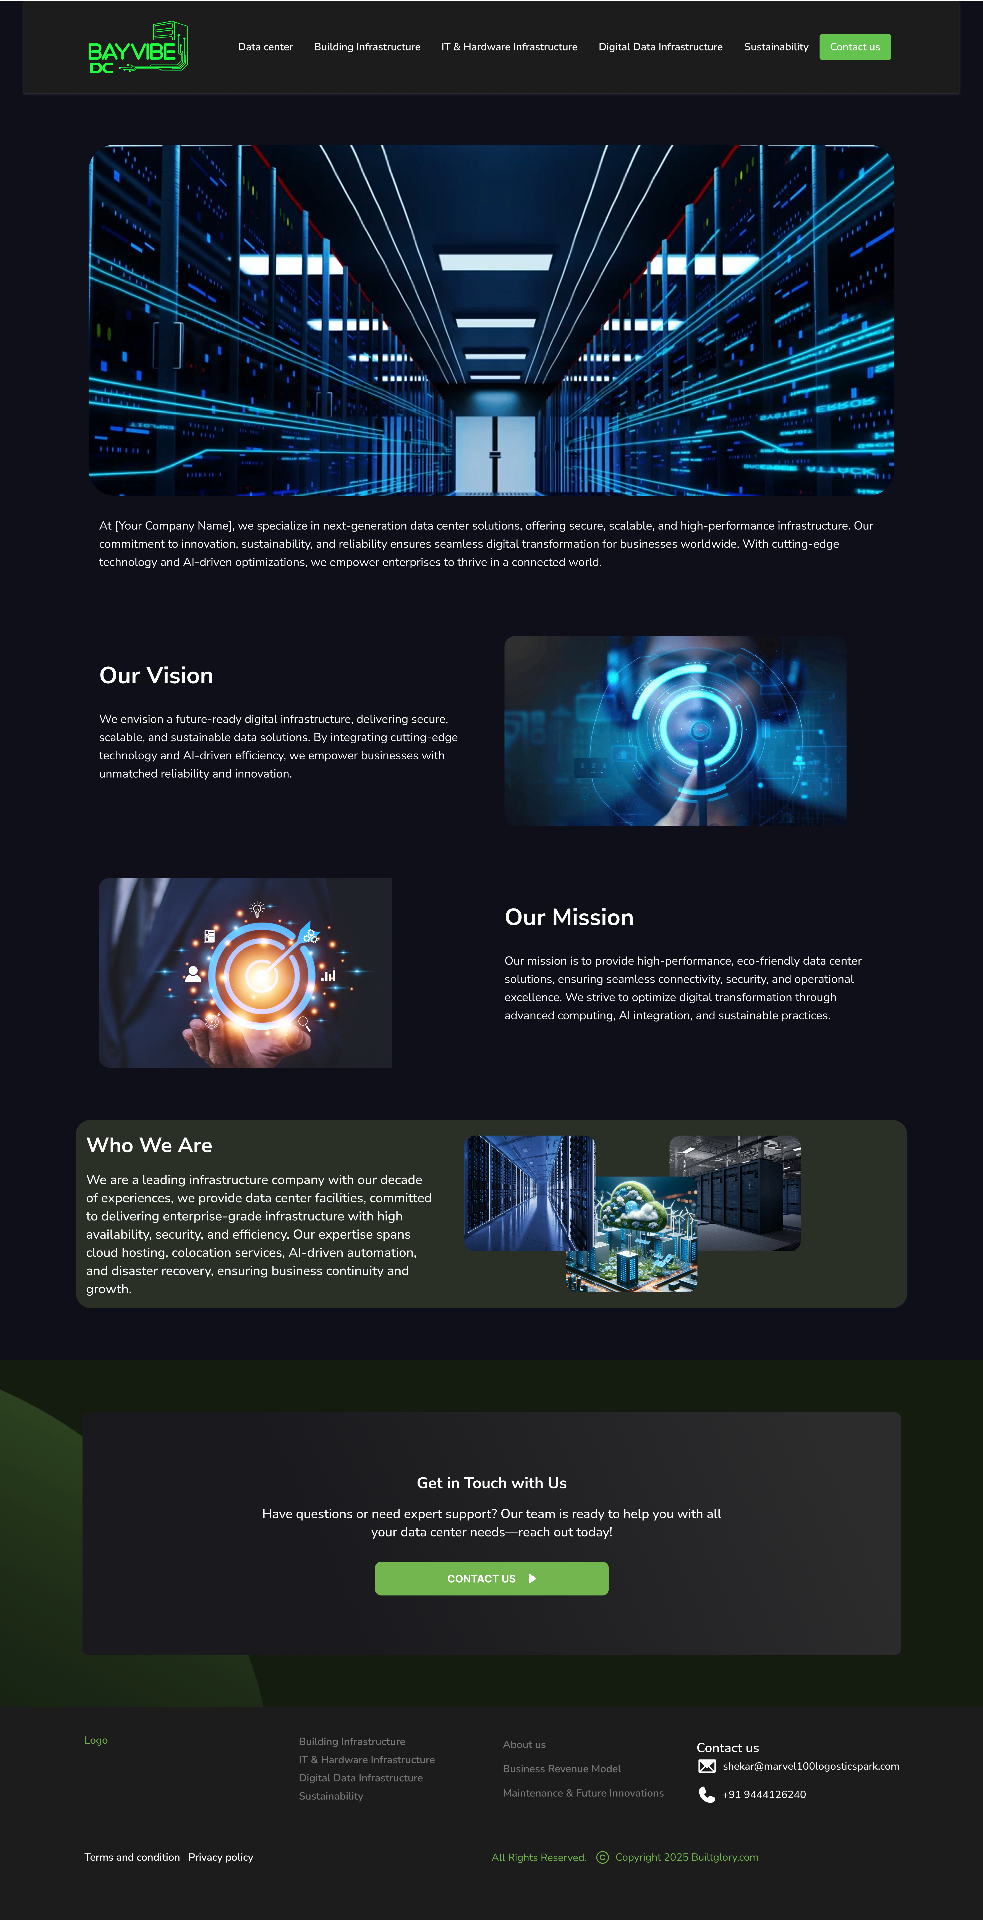 BAYVIBE
DC
Data center
Building Infrastructure
IT & Hardware Infrastructure
Digital Data Infrastructure
Sustainability
Contact us
SYSTEM ERROR
ATTACK
At [Your Company Name], we specialize in next-generation data center solutions, offering secure, scalable, and high-performance infrastructure. Our
commitment to innovation, sustainability, and reliability ensures seamless digital transformation for businesses worldwide. With cutting-edge
technology and AI-driven optimizations, we empower enterprises to thrive in a connected world.
Our Vision
We envision a future-ready digital infrastructure, delivering secure,
scalable, and sustainable data solutions. By integrating cutting-edge
technology and AI-driven efficiency, we empower businesses with
unmatched reliability and innovation.
Our Mission
Our mission is to provide high-performance, eco-friendly data center
solutions, ensuring seamless connectivity, security, and operational
excellence. We strive to optimize digital transformation through
advanced computing, AI integration, and sustainable practices.
Who We Are
We are a leading infrastructure company with our decade
of experiences, we provide data center facilities, committed
to delivering enterprise-grade infrastructure with high
availability, security, and efficiency. Our expertise spans
cloud hosting, colocation services, AI-driven automation,
and disaster recovery, ensuring business continuity and
growth.
Get in Touch with Us
Have questions or need expert support? Our team is ready to help you with all
your data center needs—reach out today!
CONTACT US
Logo
Building Infrastructure
IT & Hardware Infrastructure
Digital Data Infrastructure
Sustainability
About us
Business Revenue Model
Maintenance & Future Innovations
Contact us
shekar@marvel100logosticspark.com
+91 9444126240
Terms and condition
Privacy policy
All Rights Reserved.
© Copyright 2025 Builtglory.com